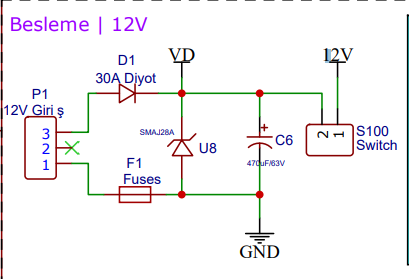 Besleme | 12V
VD
12V
D1
30A Diyot
P1
12V Giri ş
3
2
1
SMAJ28A
U8
C6
470uF/63V
2
1
S100
Switch
F1
Fuses
GND